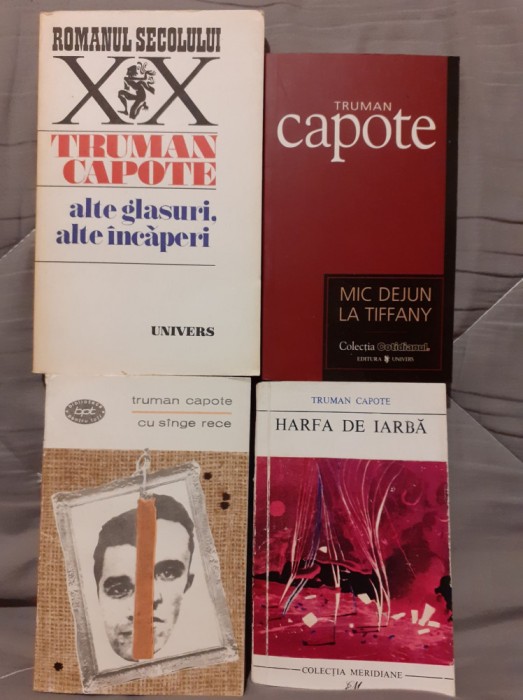 ROMANUL SECOLULUI
XX
TRUMAN
CAPOTE
alte glasuri,
alte încăperi
UNIVERS
TRUMAN
capote
MIC DEJUN
LA TIFFANY
Colecția Cotidianul
EDITURA UNIVERS
bpt
truman capote
cu sînge rece
TRUMAN CAPOTE
HARFA DE IARBĂ
COLECȚIA MERIDIANE